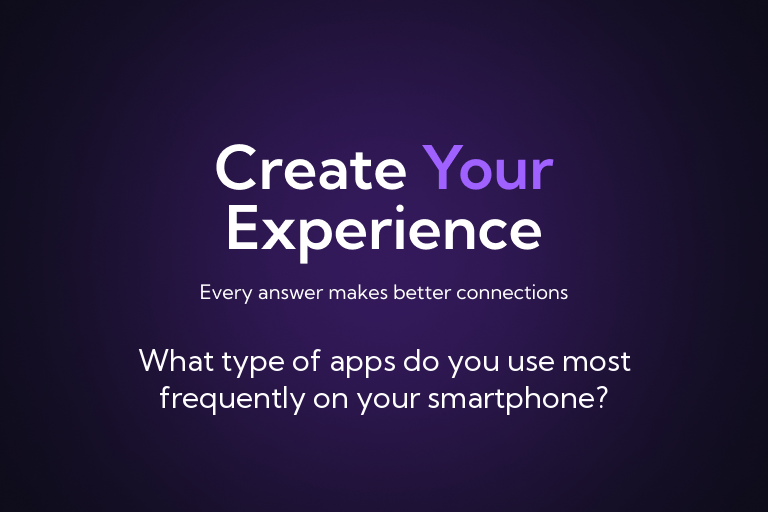 Create Your
Experience
Every answer makes better connections
What type of apps do you use most
frequently on your smartphone?